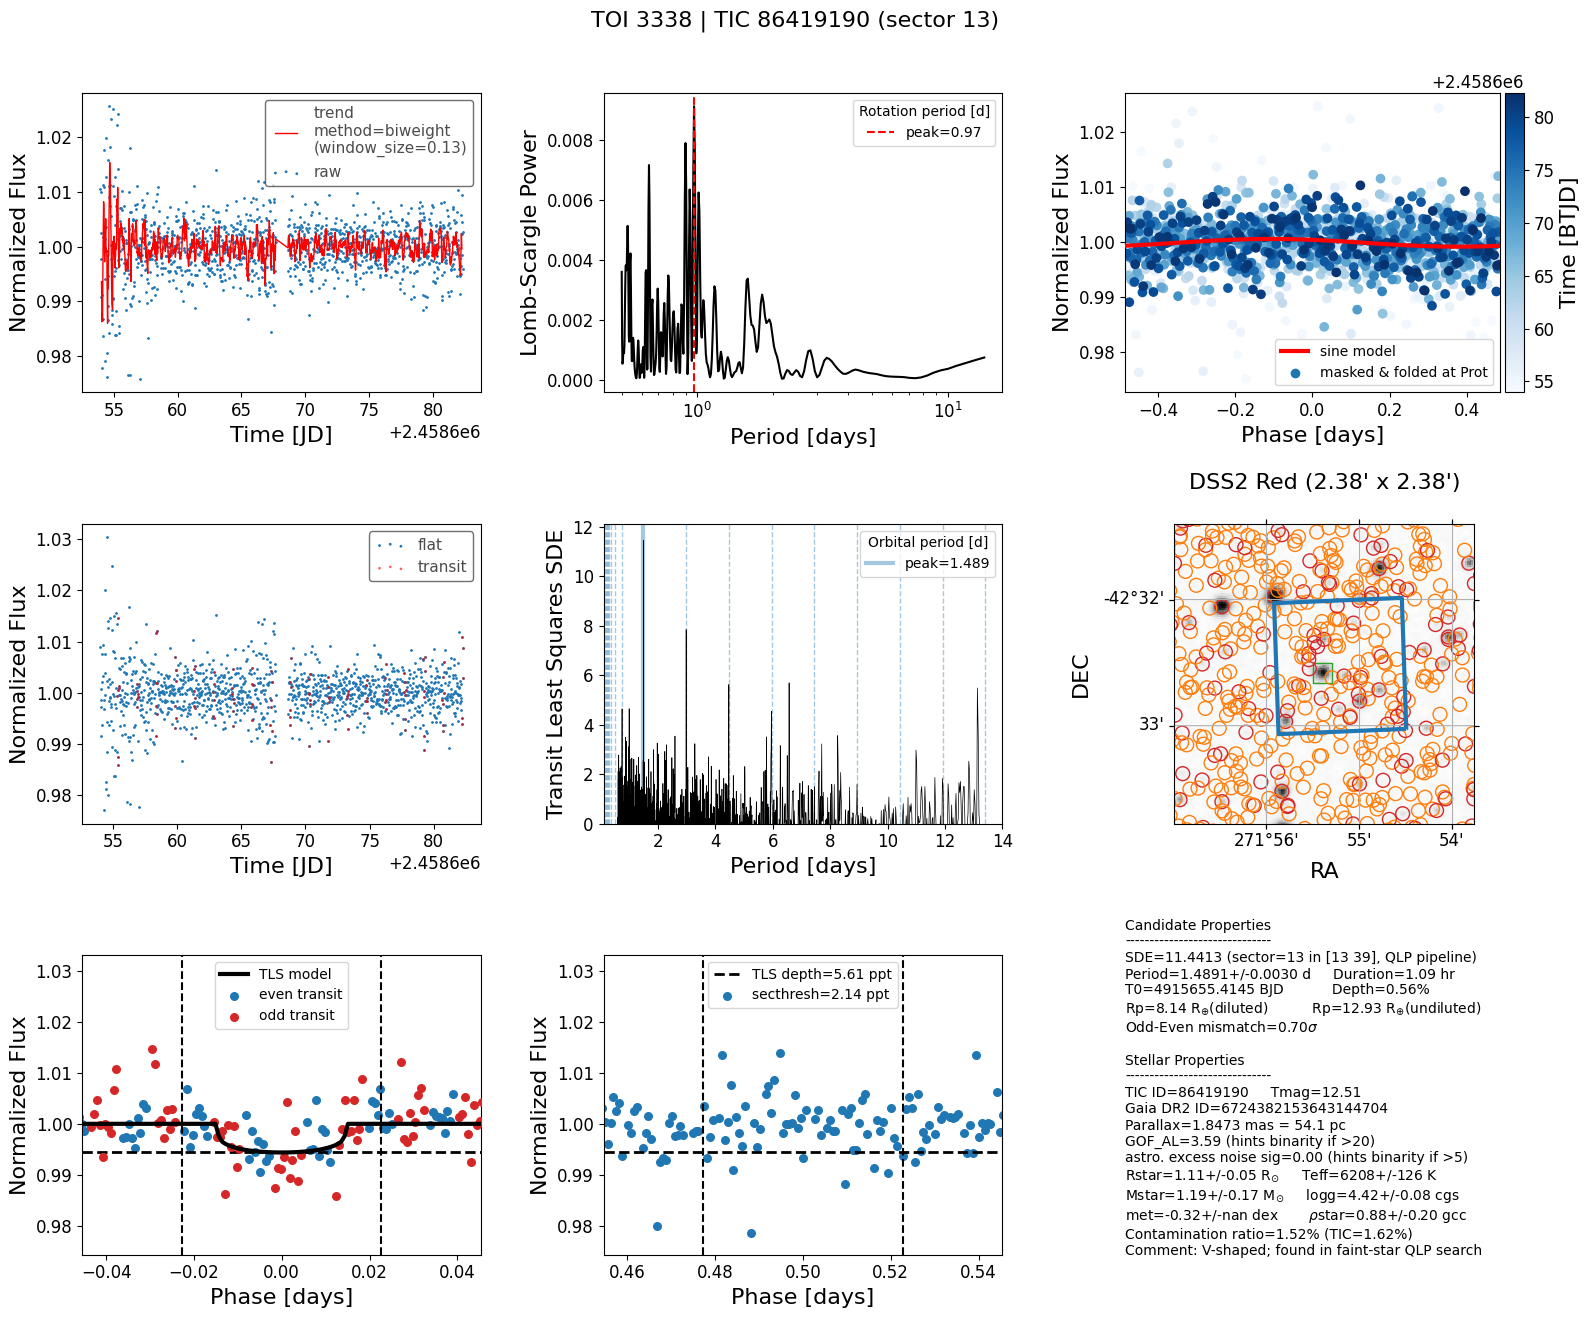 TOI 3338 | TIC 86419190 (sector 13)
Normalized Flux
1.02
1.01
1.00
0.99
0.98
trend
method=biweight
(window_size=0.13)
raw
55
60
65
70
75
80
Time [JD]
+2.4586e6
Lomb-Scargle Power
0.008
0.006
0.004
0.002
0.000
Rotation period [d]
peak=0.97
10⁰
10¹
Period [days]
Normalized Flux
1.02
1.01
1.00
0.99
0.98
sine model
masked & folded at Prot
−0.4
−0.2
0.0
0.2
0.4
Phase [days]
+2.4586e6
80
75
70
65
60
55
Time [BTJD]
Normalized Flux
1.03
1.02
1.01
1.00
0.99
0.98
flat
transit
55
60
65
70
75
80
Time [JD]
+2.4586e6
Transit Least Squares SDE
12
10
8
6
4
2
0
Orbital period [d]
peak=1.489
2
4
6
8
10
12
14
Period [days]
DSS2 Red (2.38' x 2.38')
DEC
-42°32'
33'
271°56'
55'
54'
RA
Normalized Flux
1.03
1.02
1.01
1.00
0.99
0.98
TLS model
even transit
odd transit
−0.04
−0.02
0.00
0.02
0.04
Phase [days]
Normalized Flux
1.03
1.02
1.01
1.00
0.99
0.98
TLS depth=5.61 ppt
secthresh=2.14 ppt
0.46
0.48
0.50
0.52
0.54
Phase [days]
Candidate Properties
------------------------------
SDE=11.4413 (sector=13 in [13 39], QLP pipeline)
Period=1.4891+/-0.0030 d Duration=1.09 hr
T0=4915655.4145 BJD Depth=0.56%
Rp=8.14 R⊕(diluted) Rp=12.93 R⊕(undiluted)
Odd-Even mismatch=0.70σ
Stellar Properties
------------------------------
TIC ID=86419190 Tmag=12.51
Gaia DR2 ID=6724382153643144704
Parallax=1.8473 mas = 54.1 pc
GOF_AL=3.59 (hints binarity if >20)
astro. excess noise sig=0.00 (hints binarity if >5)
Rstar=1.11+/-0.05 R⊙ Teff=6208+/-126 K
Mstar=1.19+/-0.17 M⊙ logg=4.42+/-0.08 cgs
met=-0.32+/-nan dex ρstar=0.88+/-0.20 gcc
Contamination ratio=1.52% (TIC=1.62%)
Comment: V-shaped; found in faint-star QLP search